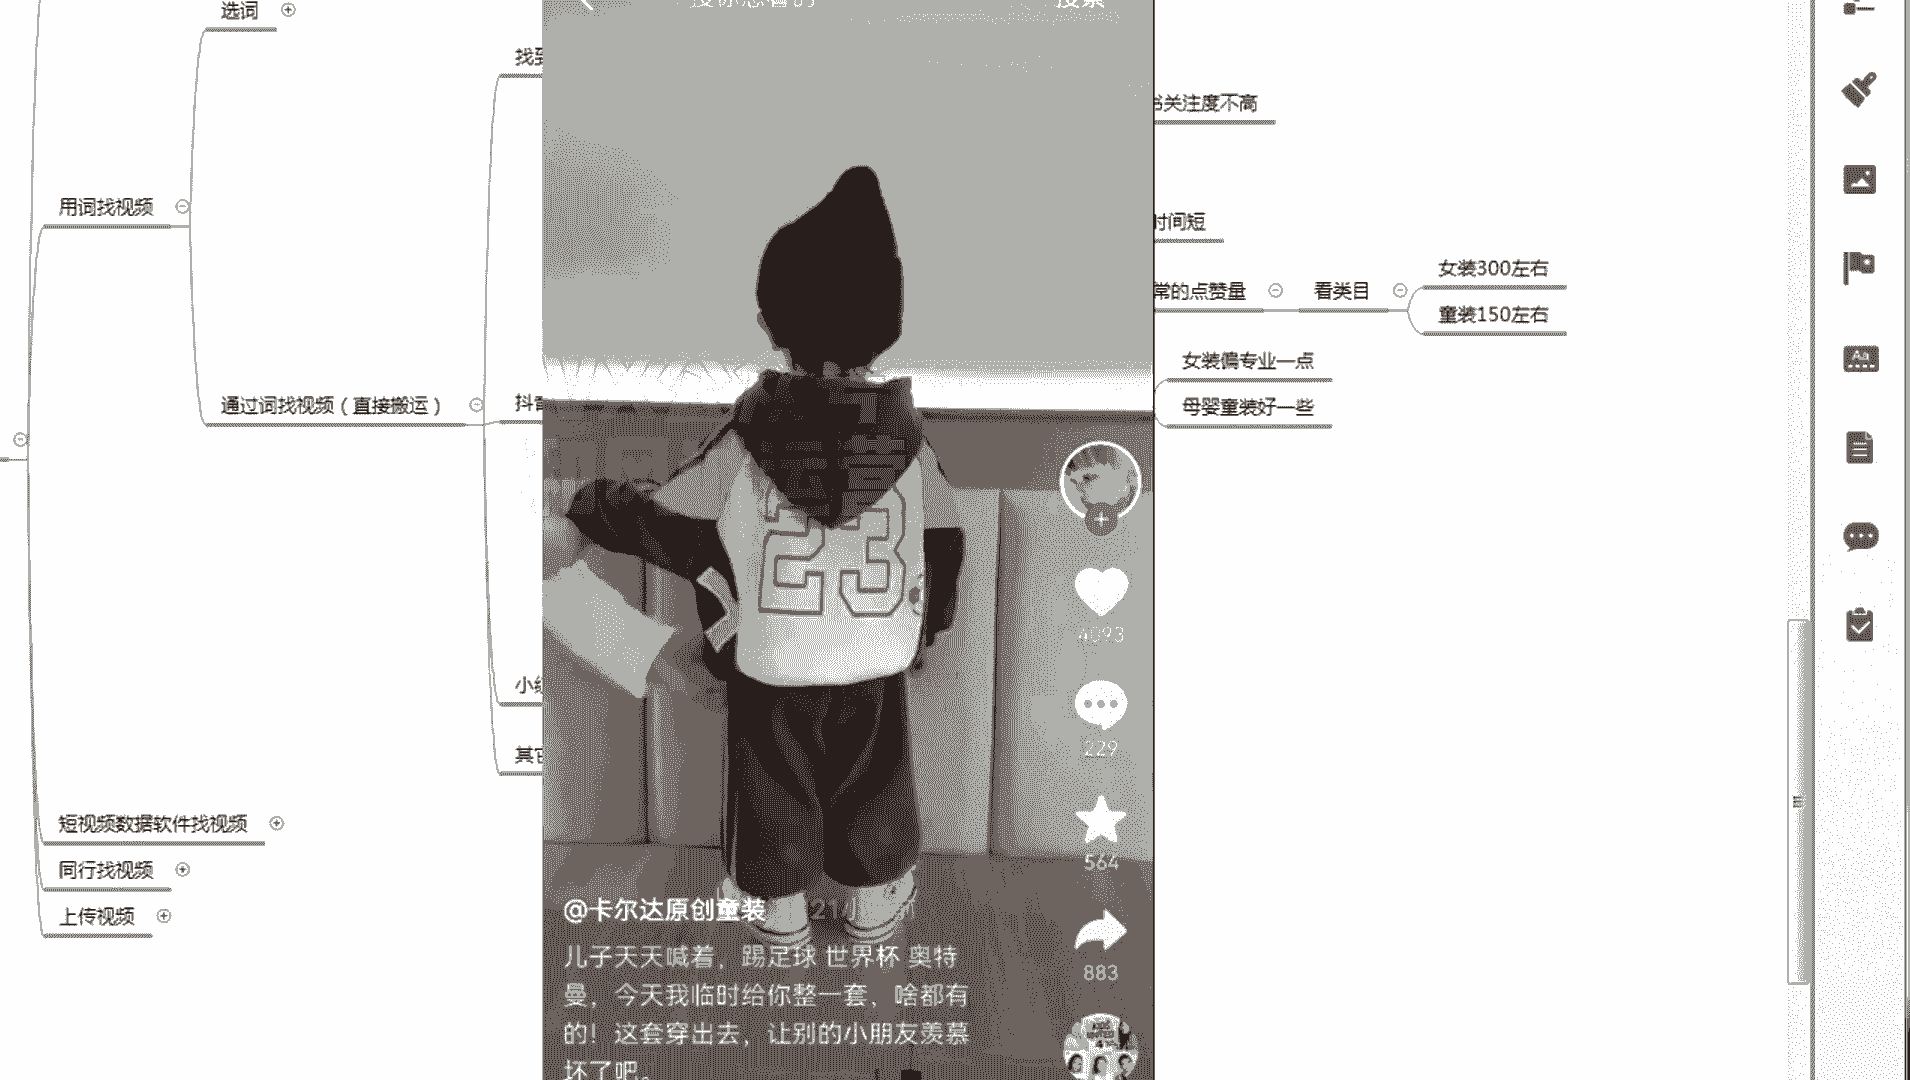 选词
用词找视频
通过词找视频（直接搬运）
短视频数据软件找视频
同行找视频
上传视频
关注度不高
时间短
常的点赞量
看类目
女装300左右
童装150左右
女装偏专业一点
母婴童装好一些
23
4093
229
564
883
@卡尔达原创童装
儿子天天喊着，踢足球 世界杯 奥特
曼，今天我临时给你整一套，啥都有
的！这套穿出去，让别的小朋友羡慕
坏了吧。